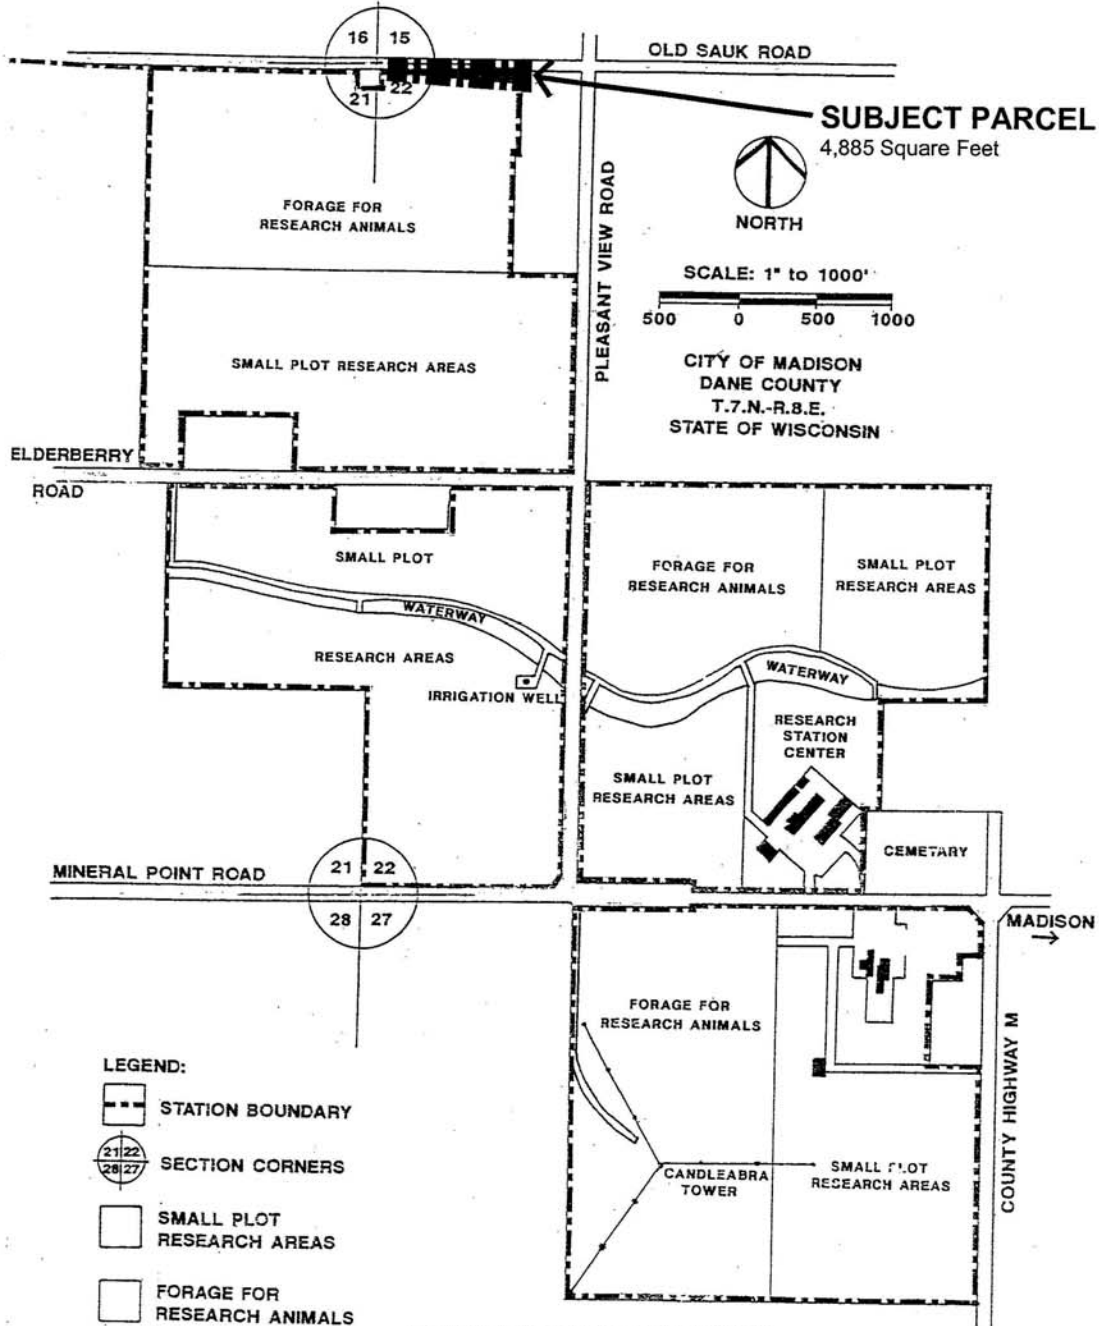 16 15
21 22
OLD SAUK ROAD
SUBJECT PARCEL
4,885 Square Feet
NORTH
FORAGE FOR
RESEARCH ANIMALS
PLEASANT VIEW ROAD
SCALE: 1" to 1000'
500 0 500 1000
SMALL PLOT RESEARCH AREAS
CITY OF MADISON
DANE COUNTY
T.7.N.-R.8.E.
STATE OF WISCONSIN
ELDERBERRY
ROAD
SMALL PLOT
WATERWAY
RESEARCH AREAS
IRRIGATION WELL
FORAGE FOR
RESEARCH ANIMALS
SMALL PLOT
RESEARCH AREAS
WATERWAY
RESEARCH
STATION
CENTER
SMALL PLOT
RESEARCH AREAS
CEMETARY
MINERAL POINT ROAD
21 22
28 27
MADISON
FORAGE FOR
RESEARCH ANIMALS
COUNTY HIGHWAY M
CANDLEABRA
TOWER
SMALL PLOT
RESEARCH AREAS
LEGEND:
STATION BOUNDARY
21 22
28 27
SECTION CORNERS
SMALL PLOT
RESEARCH AREAS
FORAGE FOR
RESEARCH ANIMALS